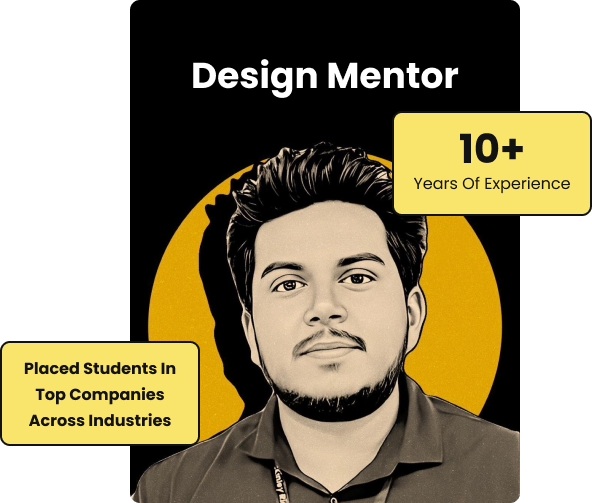 Design Mentor
10+
Years Of Experience
Placed Students In
Top Companies
Across Industries